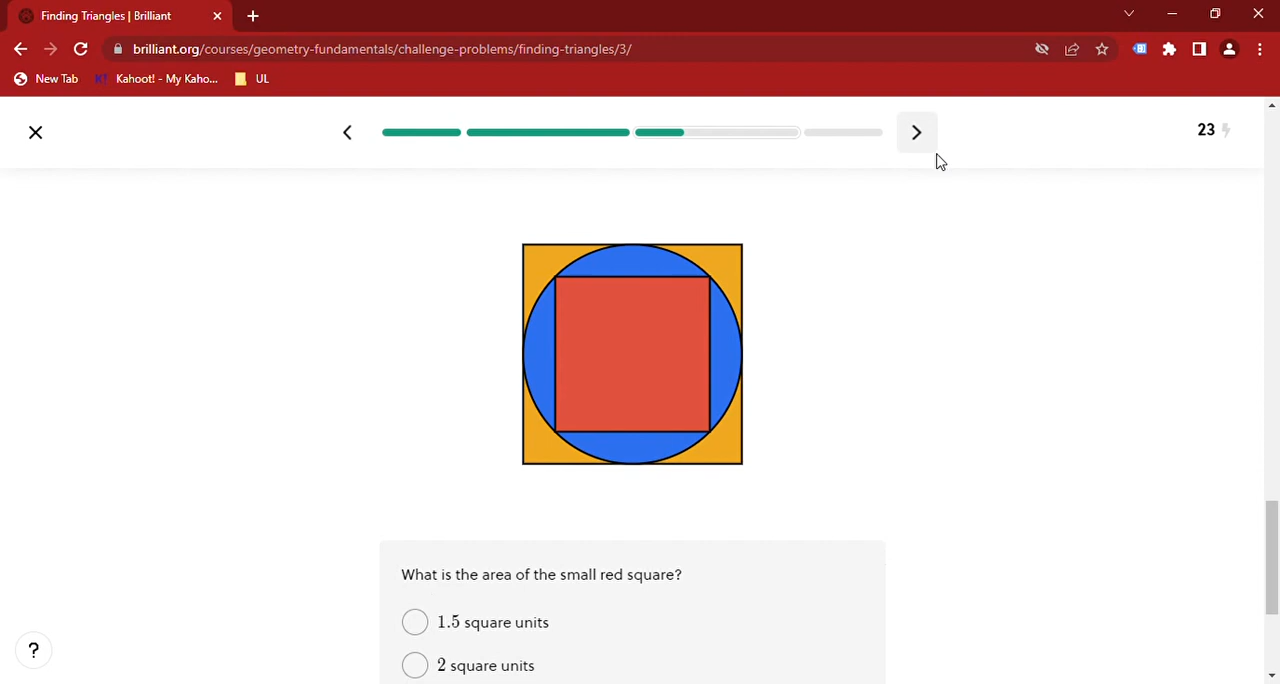 Finding Triangles | Brilliant
brilliant.org/courses/geometry-fundamentals/challenge-problems/finding-triangles/3/
New Tab K! Kahoot! - My Kaho... UL
23
What is the area of the small red square?
1.5 square units
2 square units
?